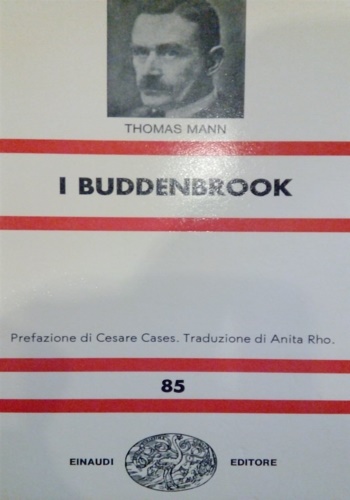 THOMAS MANN
I BUDDENBROOK
Prefazione di Cesare Cases. Traduzione di Anita Rho.
85
EINAUDI EDITORE